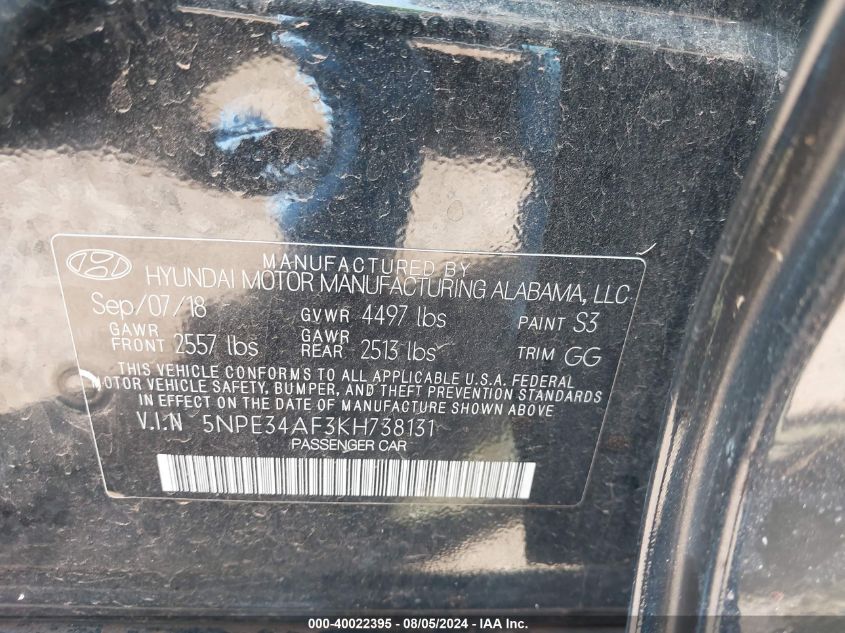 MANUFACTURED BY
HYUNDAI MOTOR MANUFACTURING ALABAMA, LLC
Sep/07/18 GVWR 4497 lbs PAINT S3
GAWR FRONT 2557 lbs GAWR REAR 2513 lbs TRIM GG
THIS VEHICLE CONFORMS TO ALL APPLICABLE U.S.A. FEDERAL
MOTOR VEHICLE SAFETY, BUMPER, AND THEFT PREVENTION STANDARDS
IN EFFECT ON THE DATE OF MANUFACTURE SHOWN ABOVE
V.I.N 5NPE34AF3KH738131
PASSENGER CAR
000-40022395 - 08/05/2024 - IAA Inc.